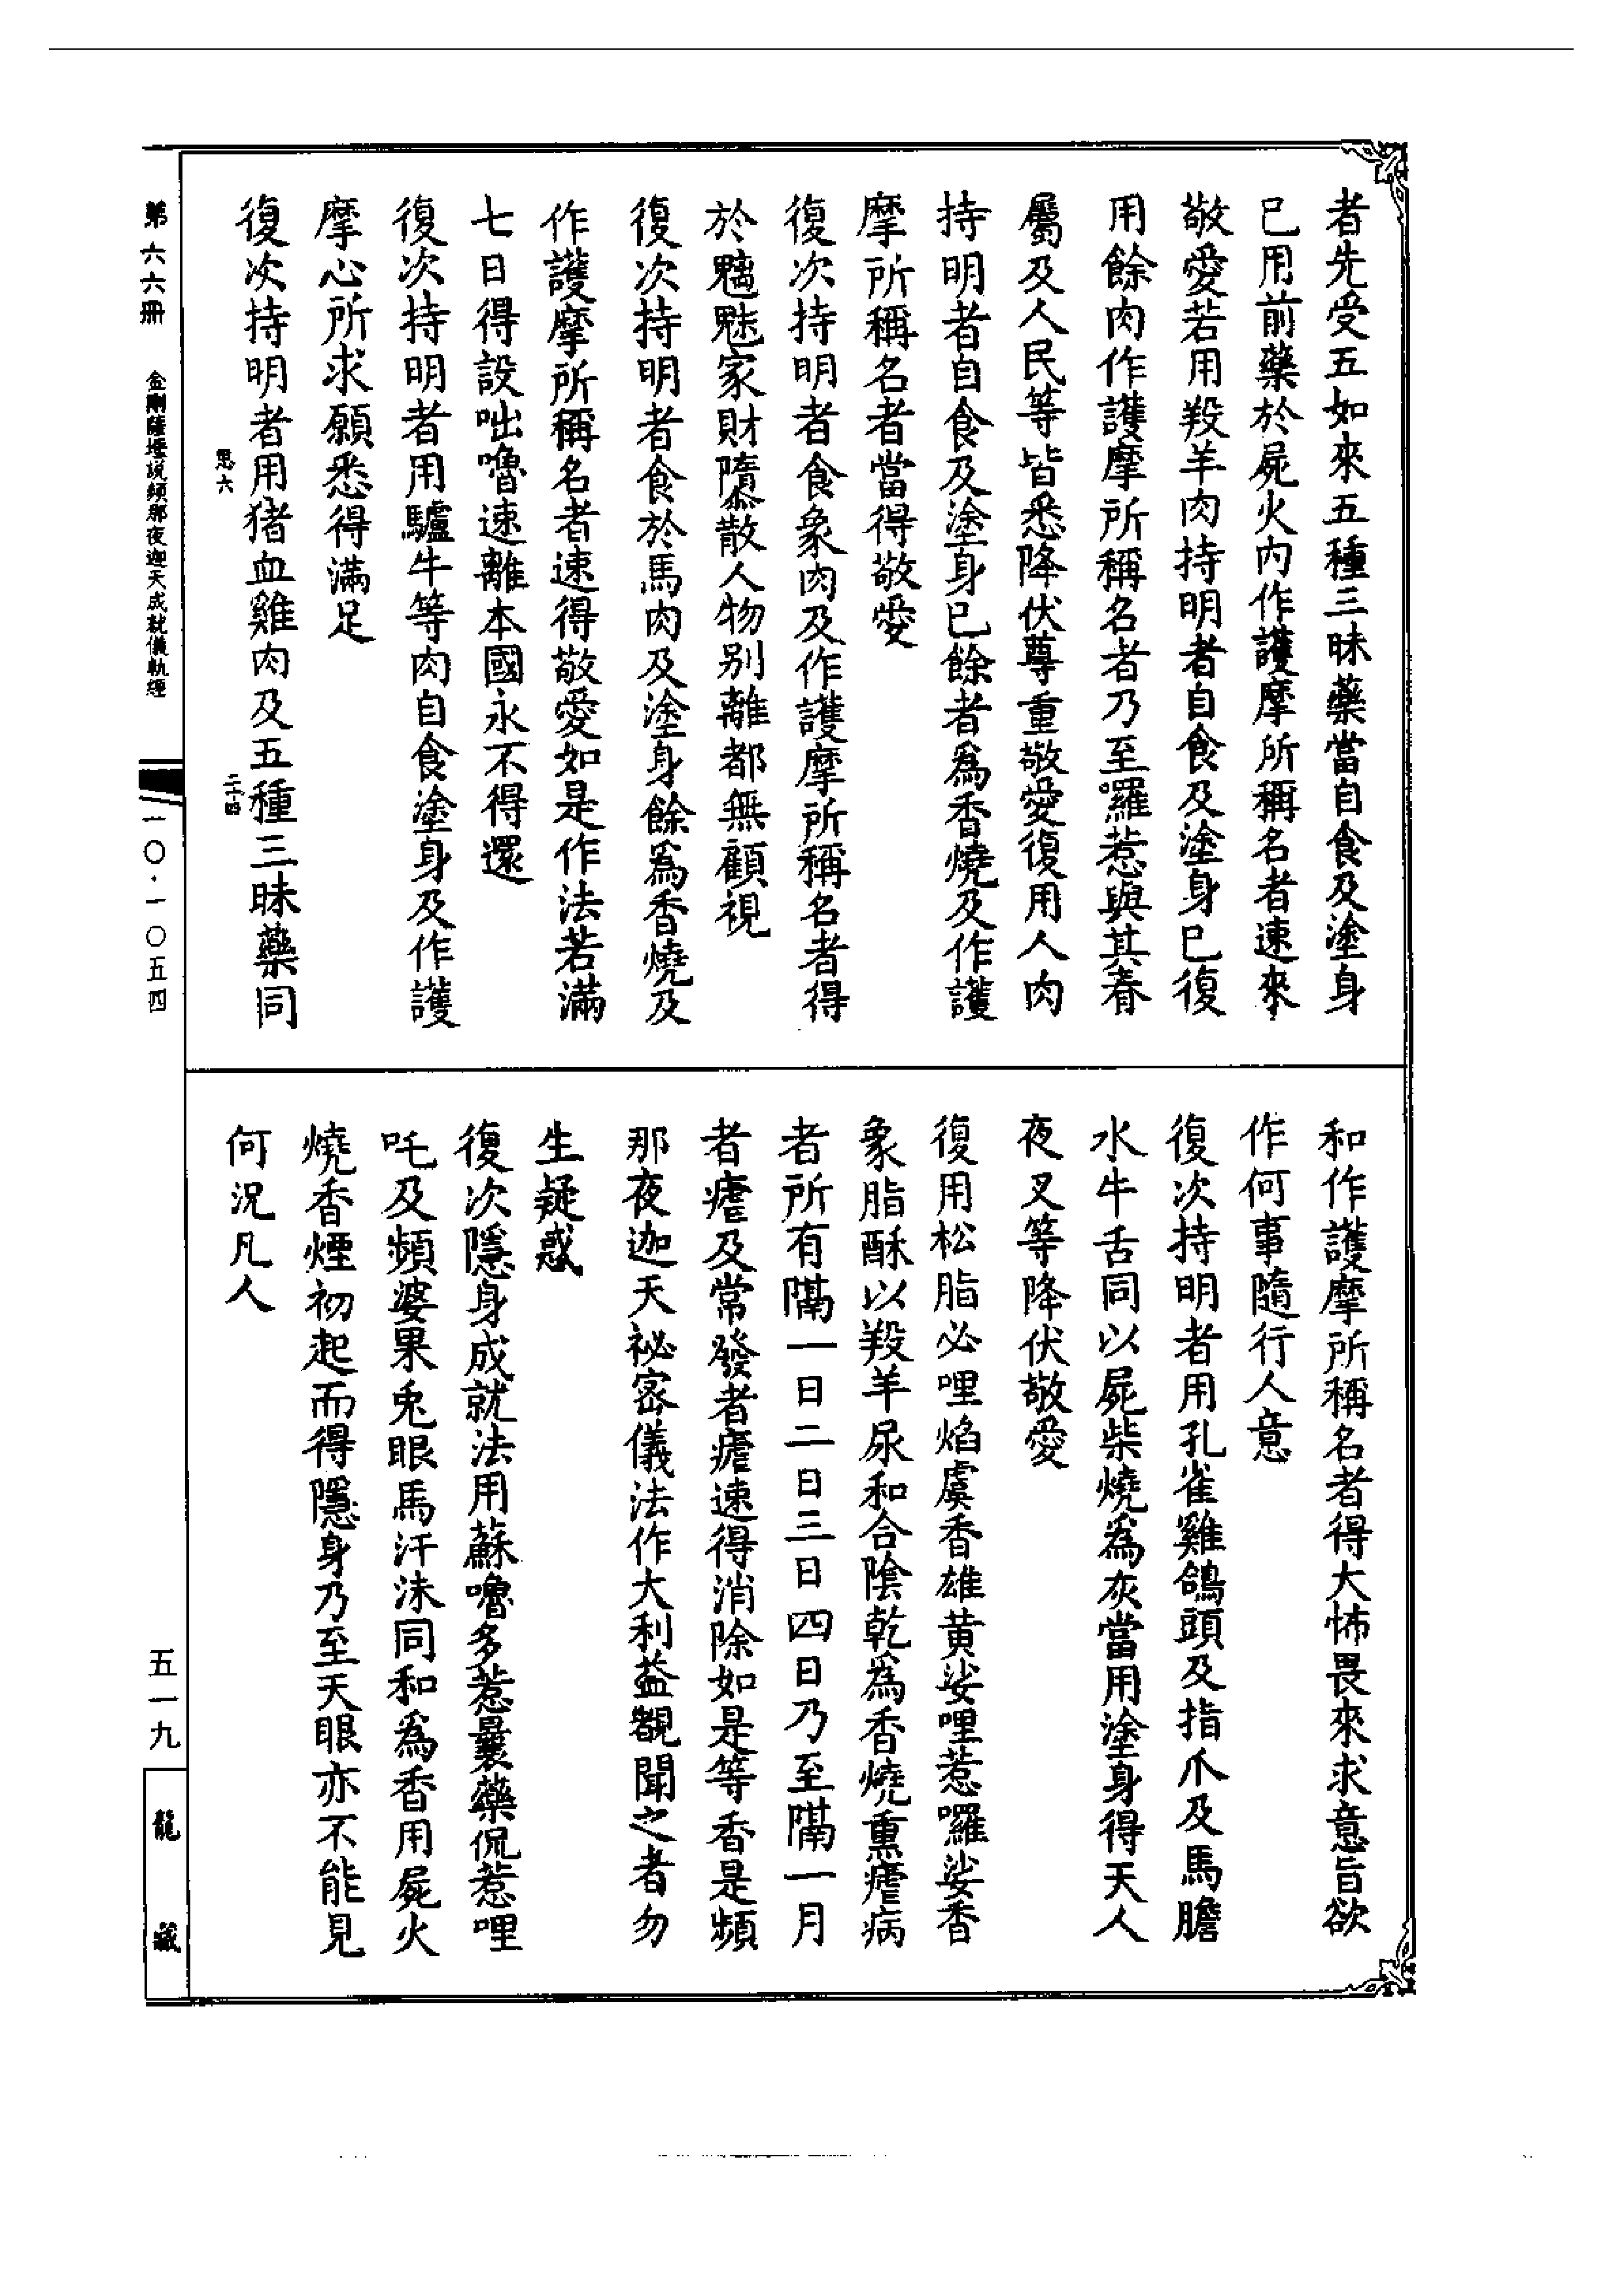 者先受五如來五種三昧藥當自食及塗身
已用前藥於屍火內作護摩所稱名者速來
敬愛若用羖羊肉持明者自食及塗身已復
用餘肉作護摩所稱名者乃至囉惹與其眷
屬及人民等皆悉降伏尊重敬愛復用人肉
持明者自食及塗身已餘者為香燒及作護
摩所稱名者當得敬愛
復次持明者食象肉及作護摩所稱名者得
於魑魅家財隳散人物別離都無顧視
復次持明者食於馬肉及塗身餘為香燒及
作護摩所稱名者速得敬愛如是作法若滿
七日得設咄嚕速離本國永不得還
復次持明者用驢牛等肉自食塗身及作護
摩心所求願悉得滿足
復次持明者用猪血雞肉及五種三昧藥同
思六
二十四
和作護摩所稱名者得大怖畏來求意旨欲
作何事隨行人意
復次持明者用孔雀雞鴿頭及指爪及馬膽
水牛舌同以屍柴燒為灰當用塗身得天人
夜叉等降伏敬愛
復用松脂必哩焰虞香雄黃娑哩惹囉娑香
象脂酥以羖羊尿和合陰乾為香燒熏瘧病
者所有隔一日二日三日四日乃至隔一月
者瘧及常發者瘧速得消除如是等香是頻
那夜迦天祕密儀法作大利益覩聞之者勿
生疑惑
復次隱身成就法用蘇嚕多惹曩藥侃惹哩
吒及頻婆果兎眼馬汗沫同和為香用屍火
燒香煙初起而得隱身乃至天眼亦不能見
何況凡人
第六六冊 金剛薩埵說頻那夜迦天成就儀軌經
一〇·一〇五四
五一九
龍藏